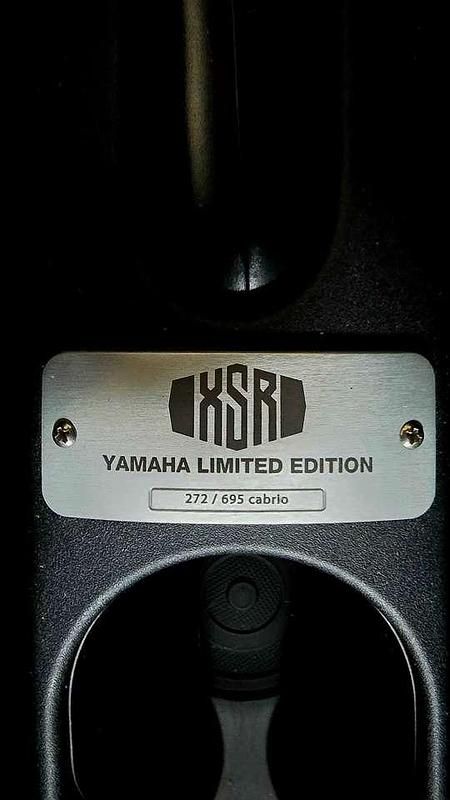 XSR
YAMAHA LIMITED EDITION
272 / 695 cabrio